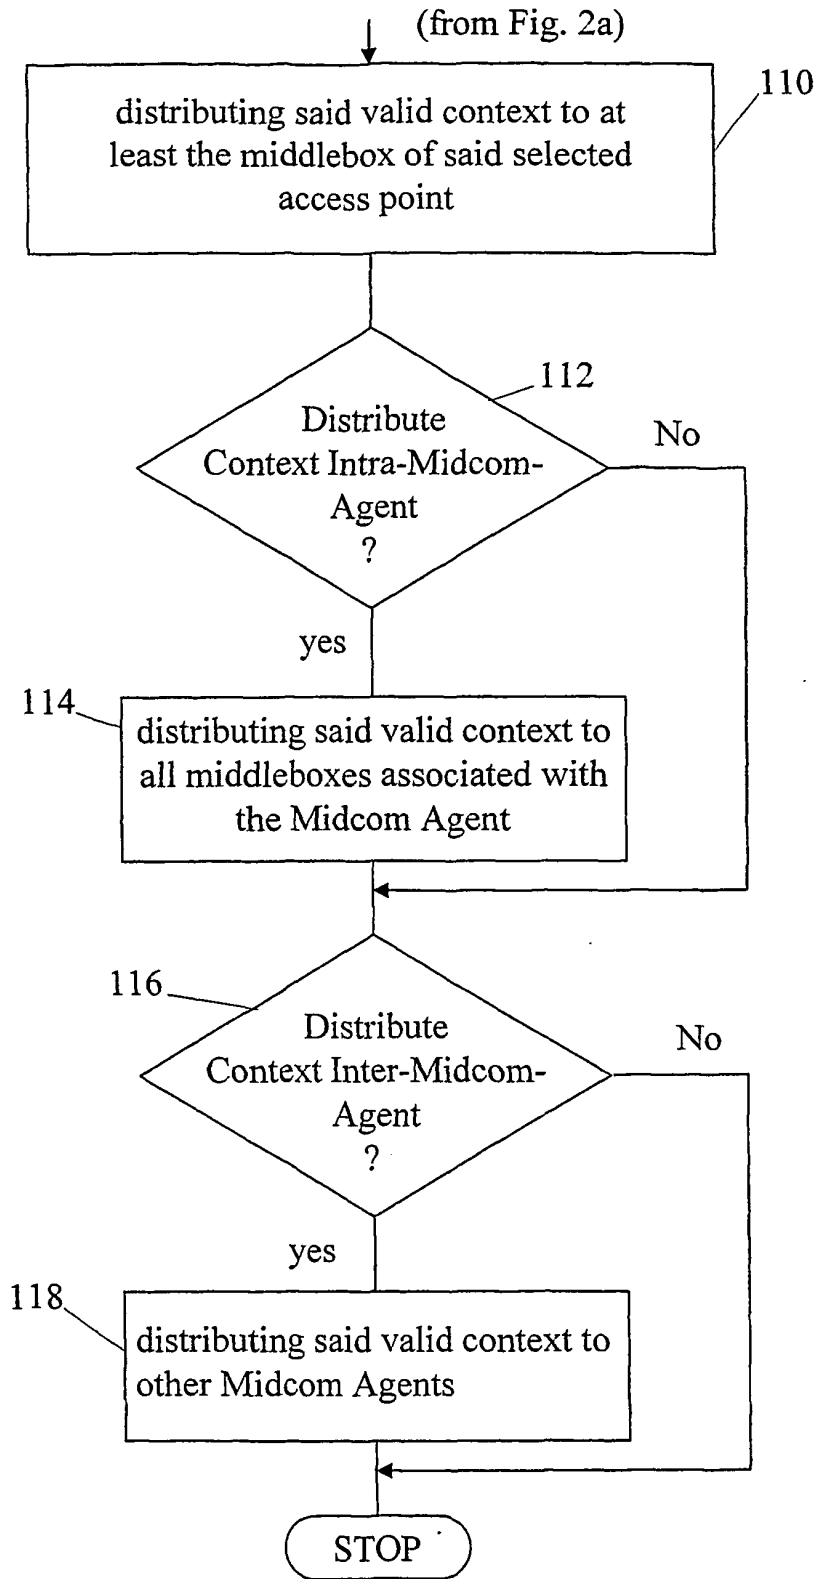 (from Fig. 2a)
110
distributing said valid context to at
least the middlebox of said selected
access point
112
Distribute
Context Intra-Midcom-
Agent
?
No
yes
114
distributing said valid context to
all middleboxes associated with
the Midcom Agent
116
Distribute
Context Inter-Midcom-
Agent
?
No
yes
118
distributing said valid context to
other Midcom Agents
STOP